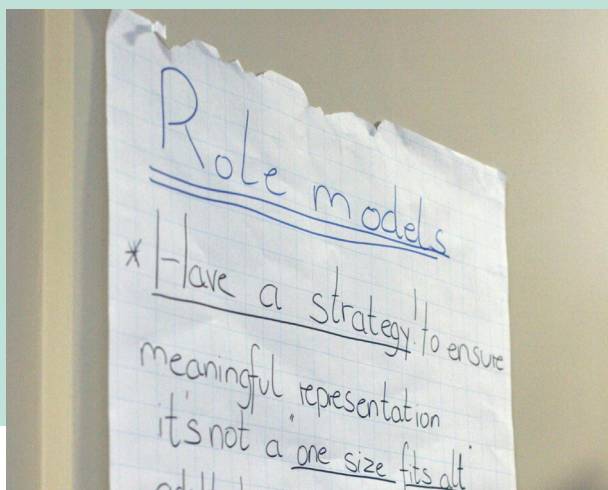 Role models
* Have a strategy! to ensure
meaningful representation
it's not a "one size fits all"